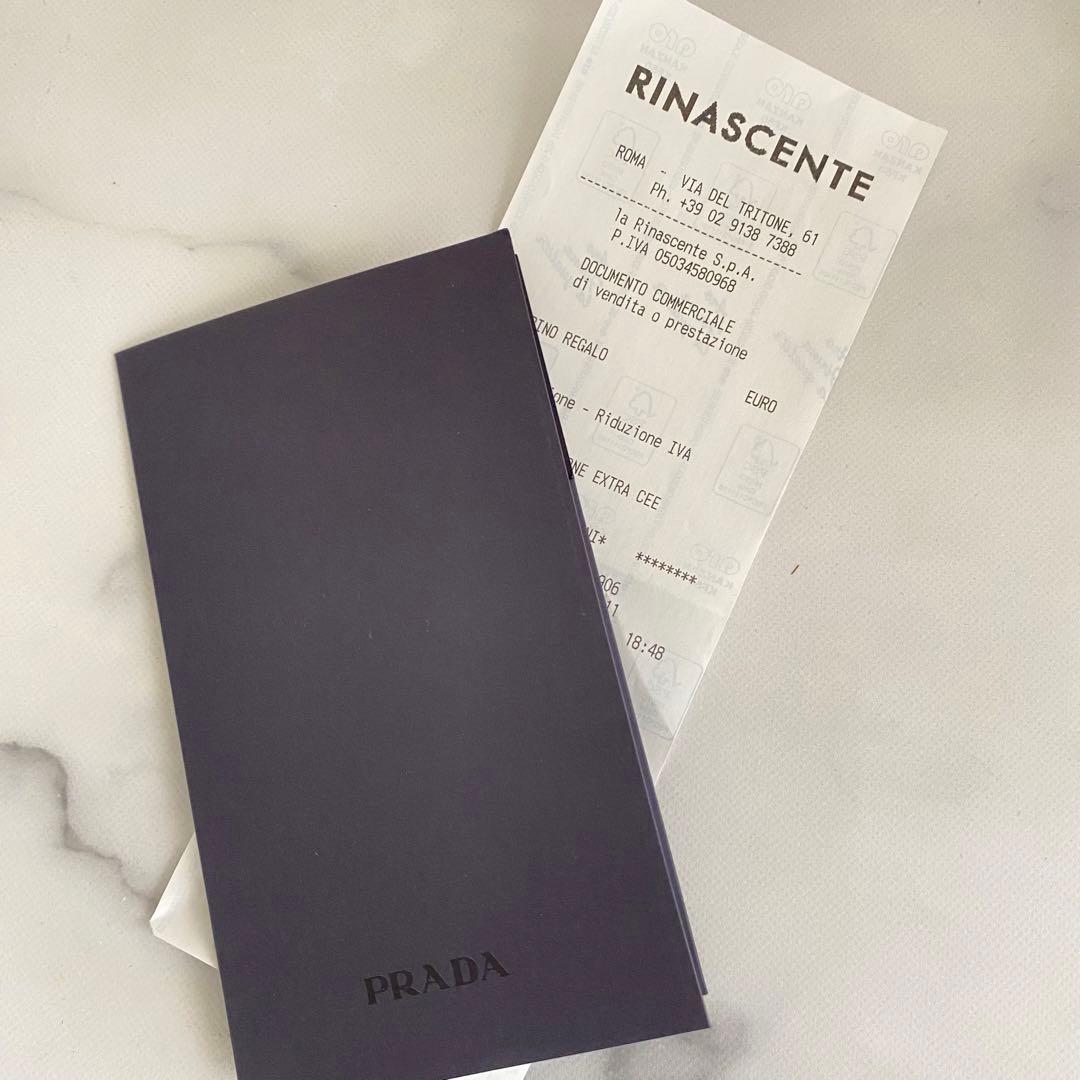 RINASCENTE
ROMA - VIA DEL TRITONE, 61
Ph. +39 02 9138 7388
la Rinascente S.p.A.
P.IVA 05034580968
DOCUMENTO COMMERCIALE
di vendita o prestazione
REGALO
EURO
- Riduzione IVA
EXTRA CEE
********
18:48
PRADA